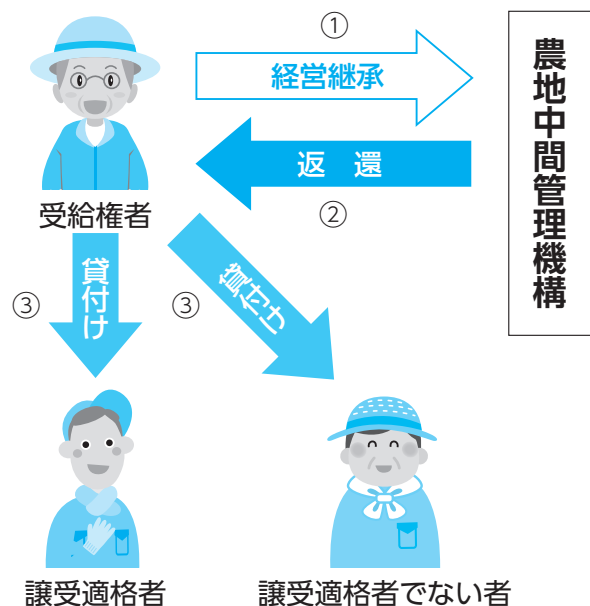 ①
経営継承
農地中間管理機構
返還
②
受給権者
③
貸付け
③
貸付け
譲受適格者
譲受適格者でない者